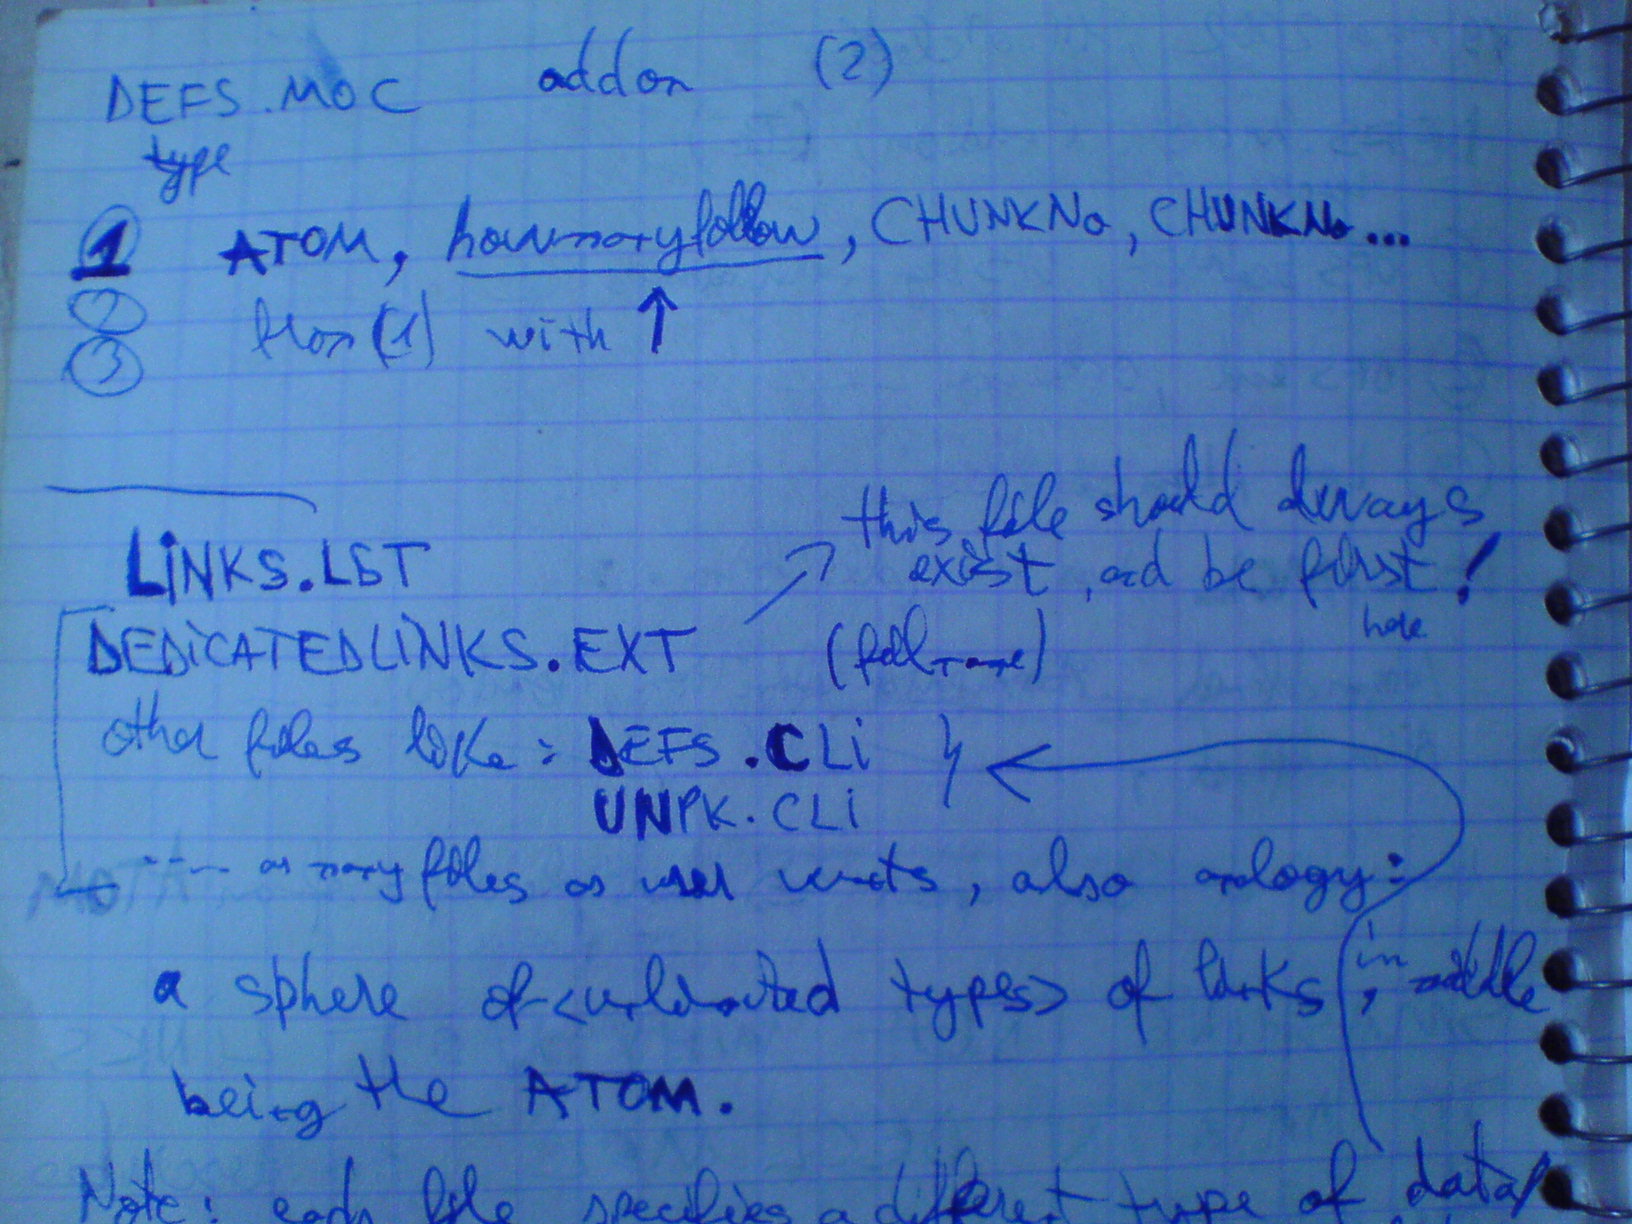 DEFS.MOC addon (2)
type
1 ATOM, howmanyfollow, CHUNKNo, CHUNKNo...
2 (1) with ↑
3
this file should always
LINKS.LST exist, and be first!
here
DEDICATEDLINKS.EXT (fullname)
other files like: DEFS.CLi
UNPK.CLi
---- as many files as user wants, also analogy:
a sphere of <unlimited types> of links, in middle
being the ATOM.
Note: each file specifies a different type of data